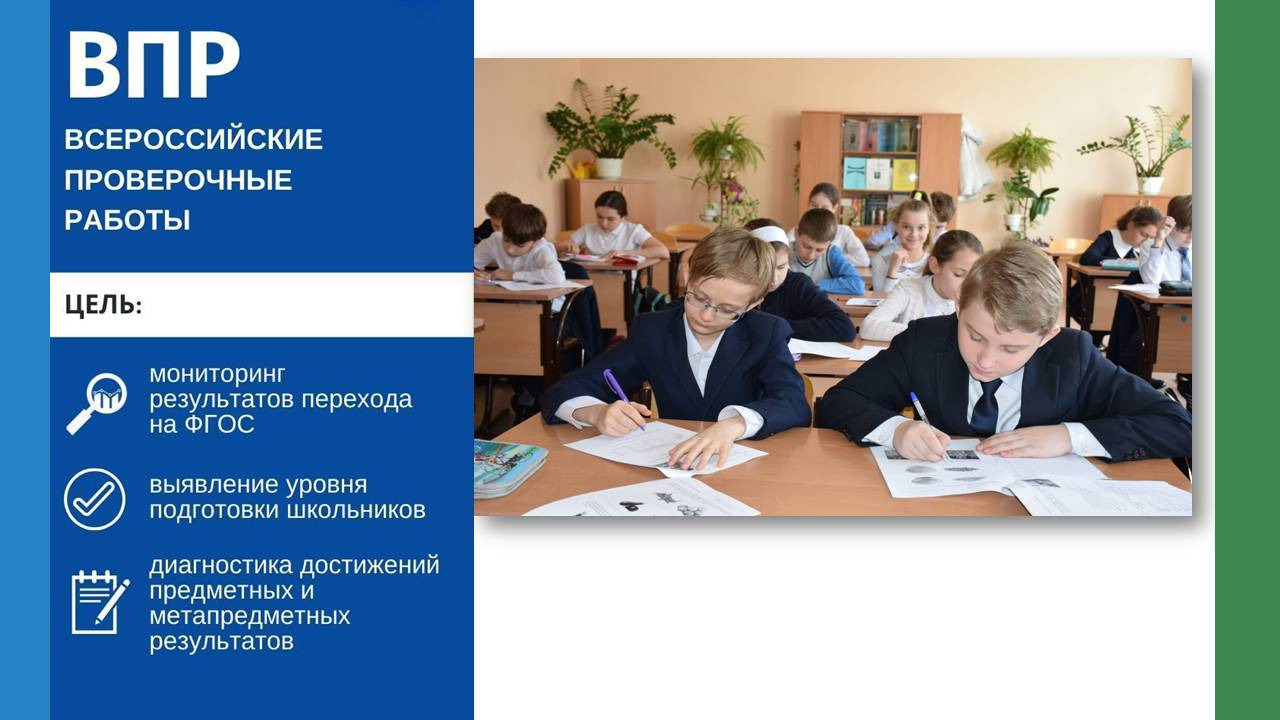 ВПР
ВСЕРОССИЙСКИЕ
ПРОВЕРОЧНЫЕ
РАБОТЫ
ЦЕЛЬ:
мониторинг
результатов перехода
на ФГОС
выявление уровня
подготовки школьников
диагностика достижений
предметных и
метапредметных
результатов